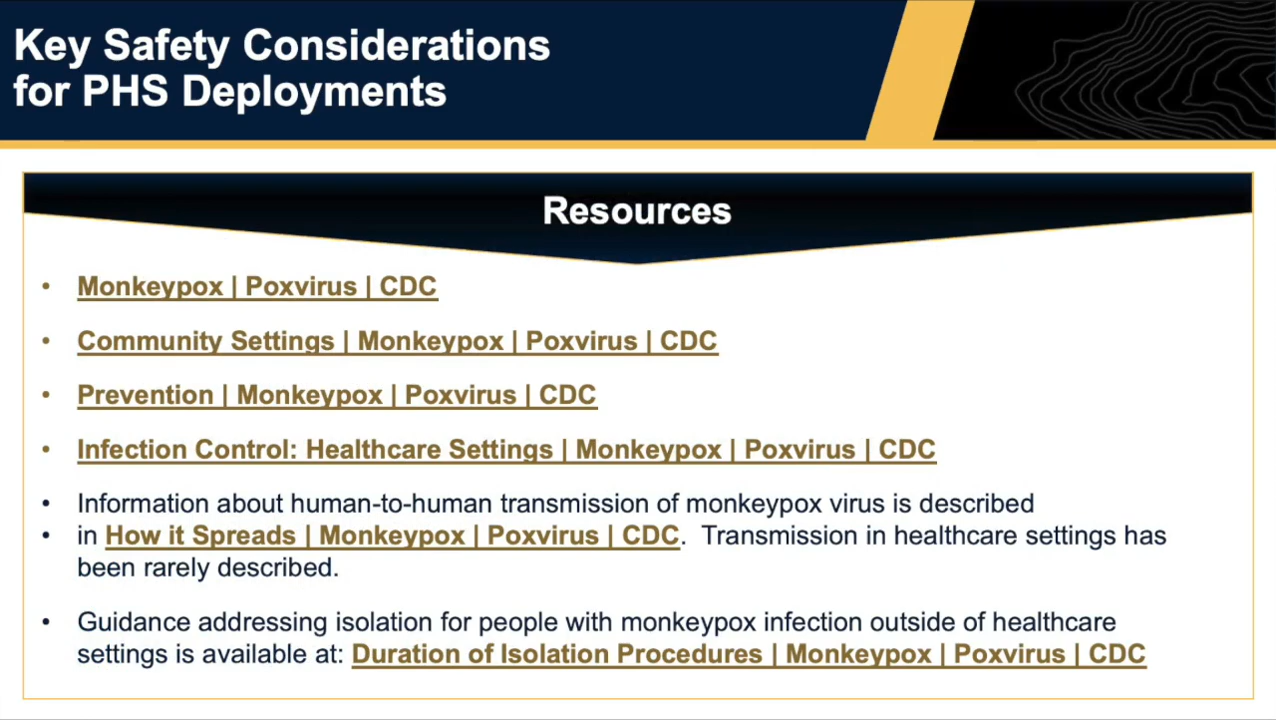 Key Safety Considerations
for PHS Deployments
Resources
• Monkeypox | Poxvirus | CDC
• Community Settings | Monkeypox | Poxvirus | CDC
• Prevention | Monkeypox | Poxvirus | CDC
• Infection Control: Healthcare Settings | Monkeypox | Poxvirus | CDC
• Information about human-to-human transmission of monkeypox virus is described
• in How it Spreads | Monkeypox | Poxvirus | CDC. Transmission in healthcare settings has
been rarely described.
• Guidance addressing isolation for people with monkeypox infection outside of healthcare
settings is available at: Duration of Isolation Procedures | Monkeypox | Poxvirus | CDC